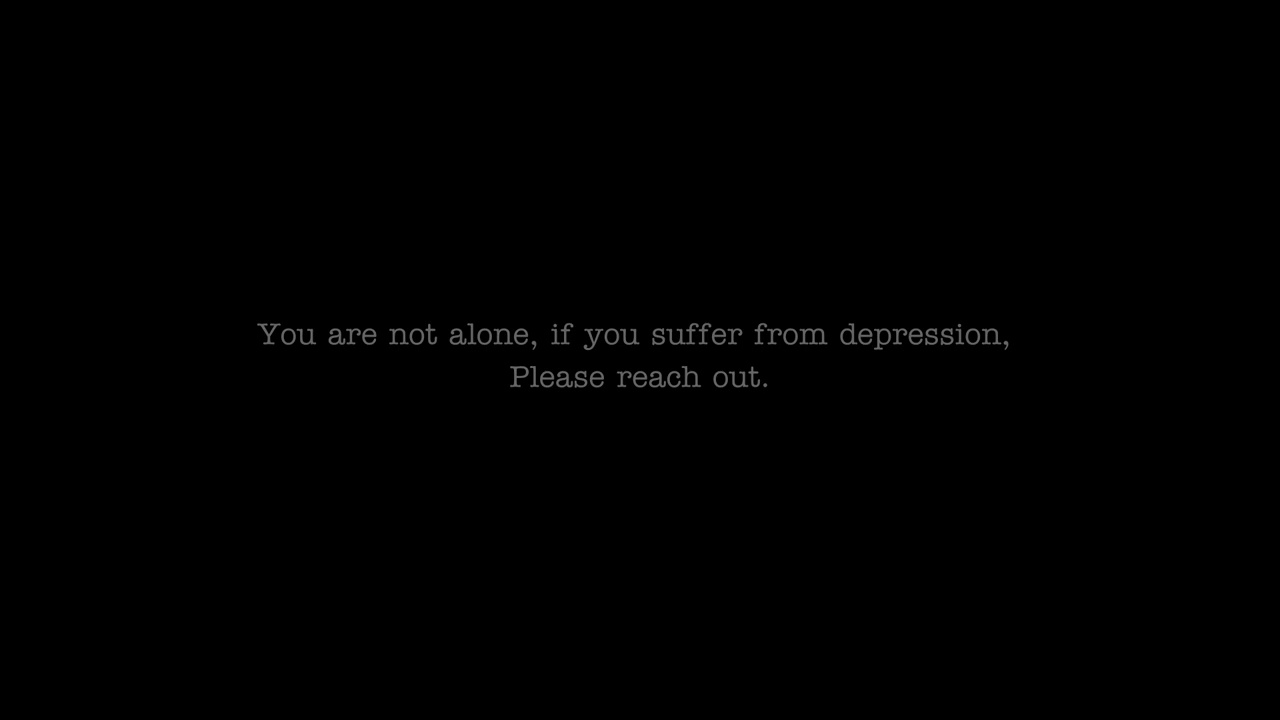 You are not alone, if you suffer from depression,
Please reach out.